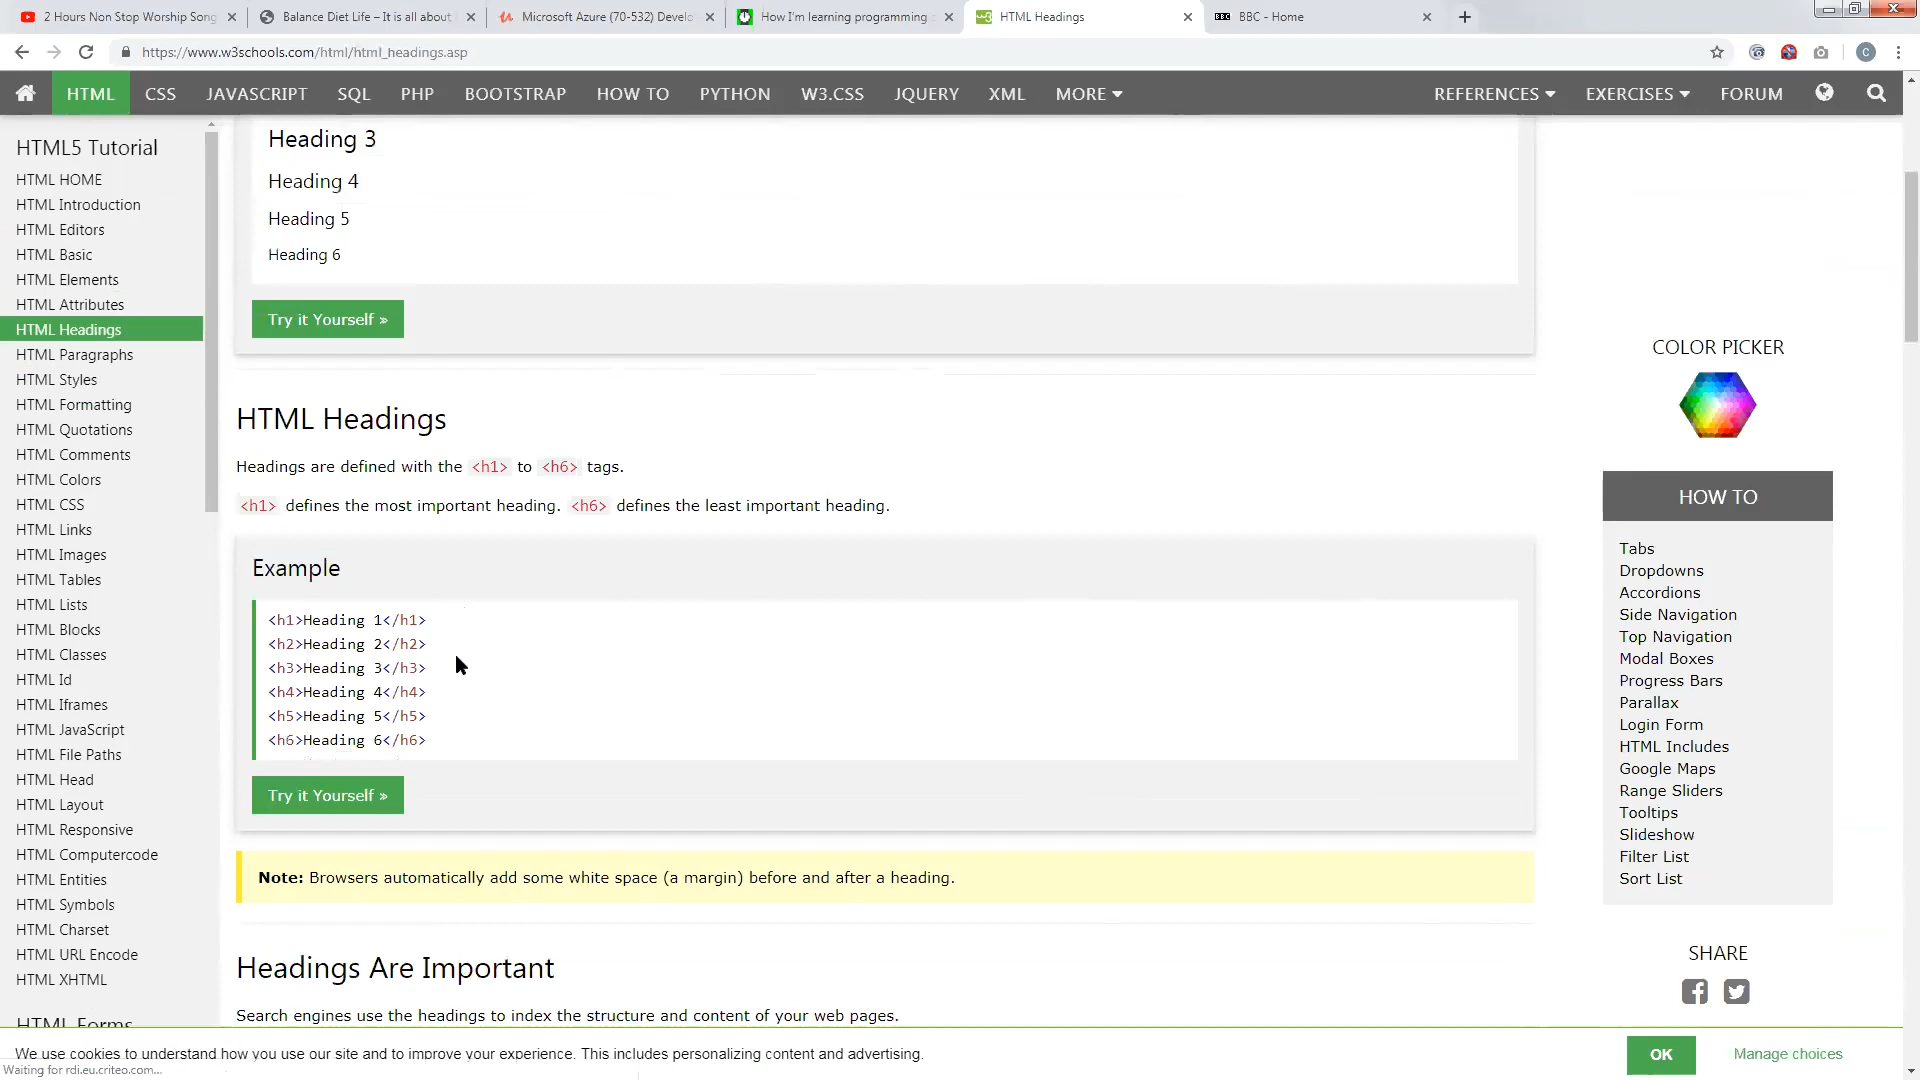 2 Hours Non Stop Worship Song
Balance Diet Life – It is all about
Microsoft Azure (70-532) Develo
How I'm learning programming
HTML Headings
BBC - Home
https://www.w3schools.com/html/html_headings.asp
C
HTML
CSS
JAVASCRIPT
SQL
PHP
BOOTSTRAP
HOW TO
PYTHON
W3.CSS
JQUERY
XML
MORE
REFERENCES
EXERCISES
FORUM
HTML5 Tutorial
HTML HOME
HTML Introduction
HTML Editors
HTML Basic
HTML Elements
HTML Attributes
HTML Headings
HTML Paragraphs
HTML Styles
HTML Formatting
HTML Quotations
HTML Comments
HTML Colors
HTML CSS
HTML Links
HTML Images
HTML Tables
HTML Lists
HTML Blocks
HTML Classes
HTML Id
HTML Iframes
HTML JavaScript
HTML File Paths
HTML Head
HTML Layout
HTML Responsive
HTML Computercode
HTML Entities
HTML Symbols
HTML Charset
HTML URL Encode
HTML XHTML
HTML Forms
Heading 3
Heading 4
Heading 5
Heading 6
Try it Yourself »
HTML Headings
Headings are defined with the <h1> to <h6> tags.
<h1> defines the most important heading. <h6> defines the least important heading.
Example
<h1>Heading 1</h1>
<h2>Heading 2</h2>
<h3>Heading 3</h3>
<h4>Heading 4</h4>
<h5>Heading 5</h5>
<h6>Heading 6</h6>
Try it Yourself »
Note: Browsers automatically add some white space (a margin) before and after a heading.
Headings Are Important
Search engines use the headings to index the structure and content of your web pages.
COLOR PICKER
HOW TO
Tabs
Dropdowns
Accordions
Side Navigation
Top Navigation
Modal Boxes
Progress Bars
Parallax
Login Form
HTML Includes
Google Maps
Range Sliders
Tooltips
Slideshow
Filter List
Sort List
SHARE
We use cookies to understand how you use our site and to improve your experience. This includes personalizing content and advertising.
OK
Manage choices
Waiting for rdi.eu.criteo.com...